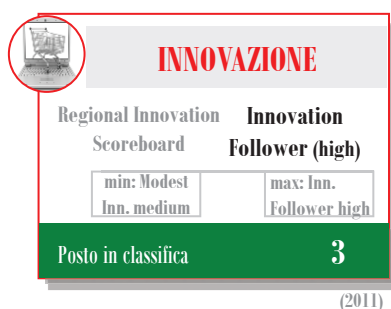 INNOVAZIONE
Regional Innovation Scoreboard
Innovation Follower (high)
min: Modest Inn. medium
max: Inn. Follower high
Posto in classifica 3
(2011)